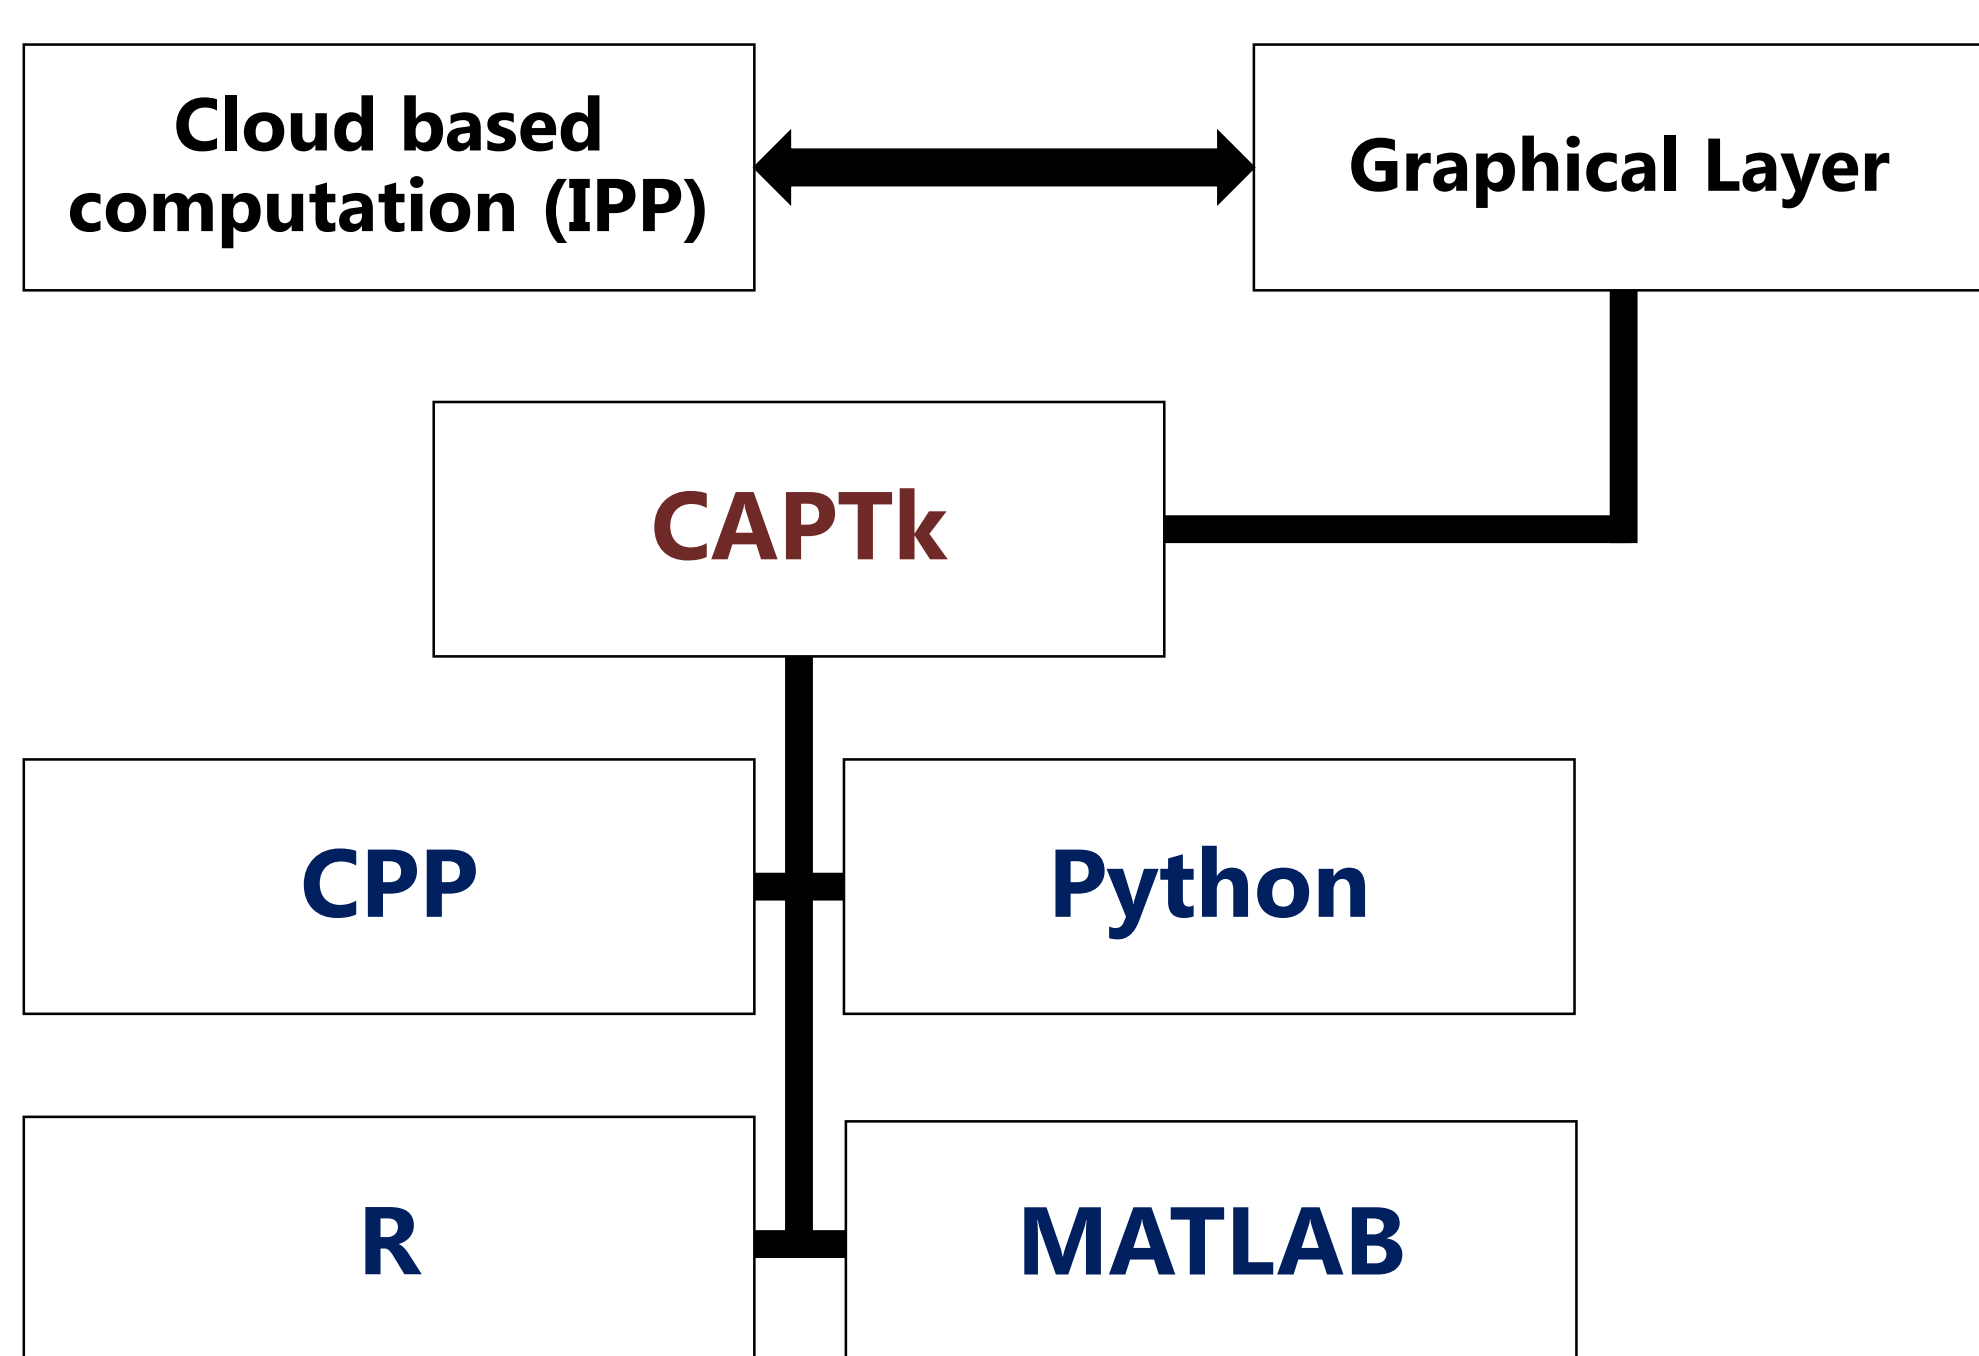 Cloud based
computation (IPP)
Graphical Layer
CAPTk
CPP
Python
R
MATLAB